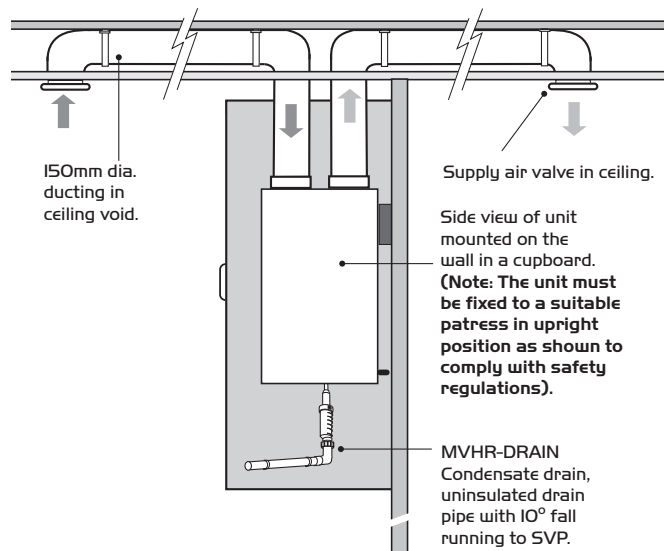 150mm dia.
ducting in
ceiling void.
Supply air valve in ceiling.
Side view of unit
mounted on the
wall in a cupboard.
(Note: The unit must
be fixed to a suitable
patress in upright
position as shown to
comply with safety
regulations).
MVHR-DRAIN
Condensate drain,
uninsulated drain
pipe with 10° fall
running to SVP.